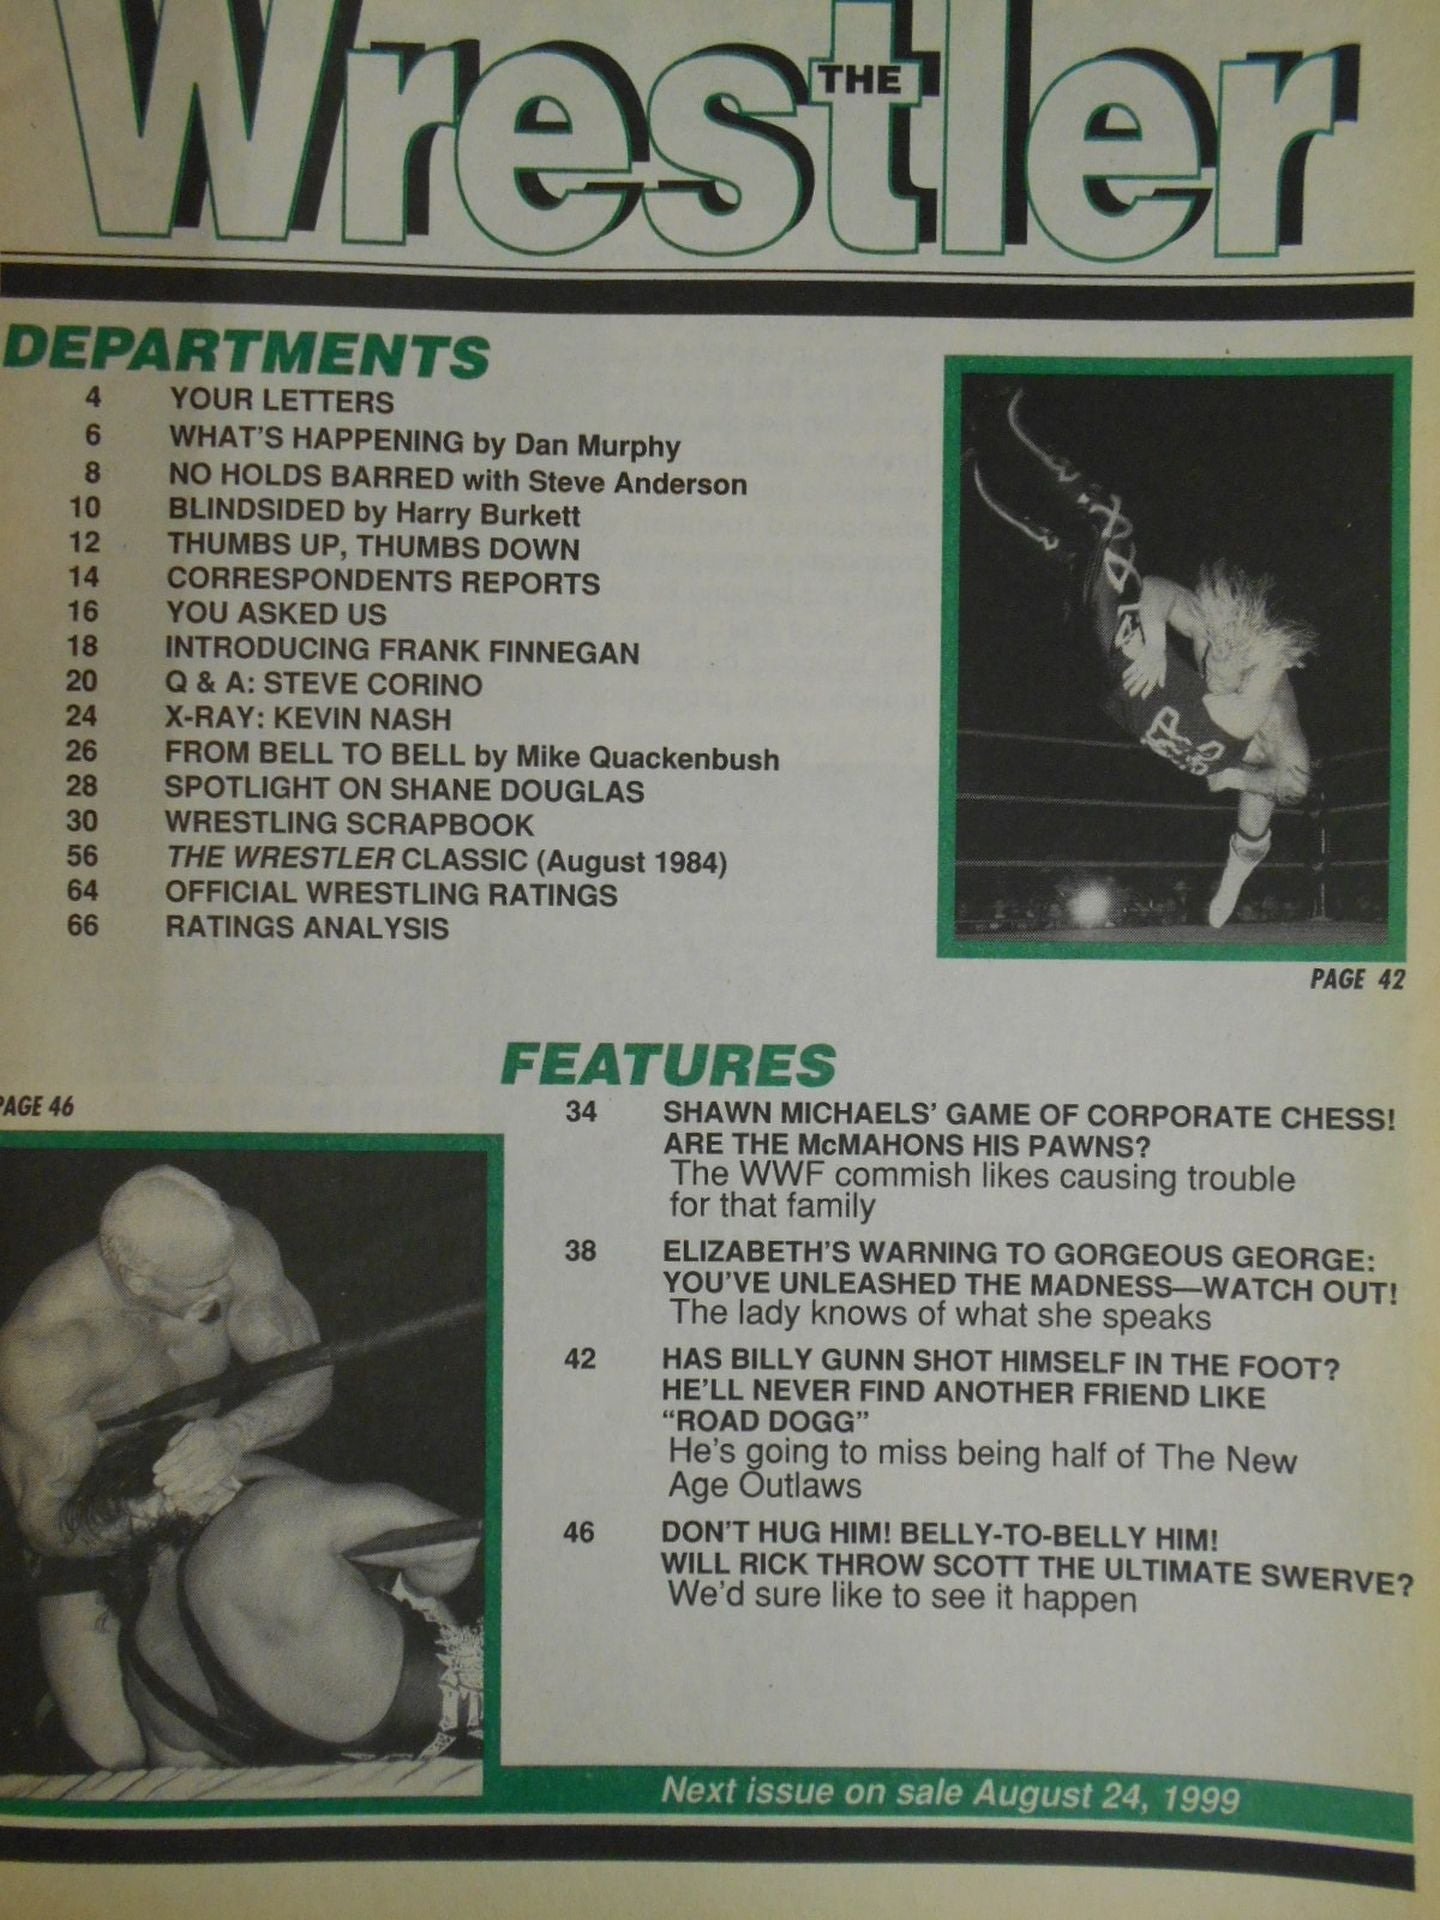 THE
Wrestler
DEPARTMENTS
4 YOUR LETTERS
6 WHAT'S HAPPENING by Dan Murphy
8 NO HOLDS BARRED with Steve Anderson
10 BLINDSIDED by Harry Burkett
12 THUMBS UP, THUMBS DOWN
14 CORRESPONDENTS REPORTS
16 YOU ASKED US
18 INTRODUCING FRANK FINNEGAN
20 Q & A: STEVE CORINO
24 X-RAY: KEVIN NASH
26 FROM BELL TO BELL by Mike Quackenbush
28 SPOTLIGHT ON SHANE DOUGLAS
30 WRESTLING SCRAPBOOK
56 THE WRESTLER CLASSIC (August 1984)
64 OFFICIAL WRESTLING RATINGS
66 RATINGS ANALYSIS
PAGE 42
PAGE 46
FEATURES
34 SHAWN MICHAELS' GAME OF CORPORATE CHESS!
ARE THE McMAHONS HIS PAWNS?
The WWF commish likes causing trouble
for that family
38 ELIZABETH'S WARNING TO GORGEOUS GEORGE:
YOU'VE UNLEASHED THE MADNESS—WATCH OUT!
The lady knows of what she speaks
42 HAS BILLY GUNN SHOT HIMSELF IN THE FOOT?
HE'LL NEVER FIND ANOTHER FRIEND LIKE
"ROAD DOGG"
He's going to miss being half of The New
Age Outlaws
46 DON'T HUG HIM! BELLY-TO-BELLY HIM!
WILL RICK THROW SCOTT THE ULTIMATE SWERVE?
We'd sure like to see it happen
Next issue on sale August 24, 1999